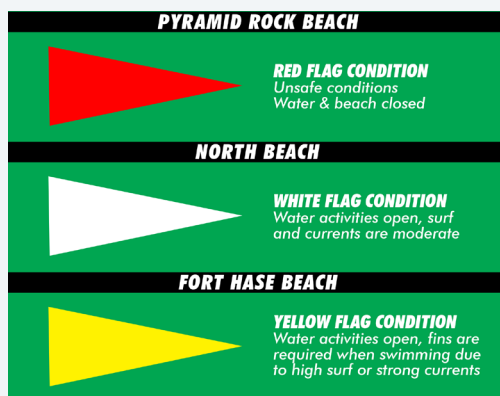 PYRAMID ROCK BEACH
RED FLAG CONDITION
Unsafe conditions
Water & beach closed
NORTH BEACH
WHITE FLAG CONDITION
Water activities open, surf
and currents are moderate
FORT HASE BEACH
YELLOW FLAG CONDITION
Water activities open, fins are
required when swimming due
to high surf or strong currents